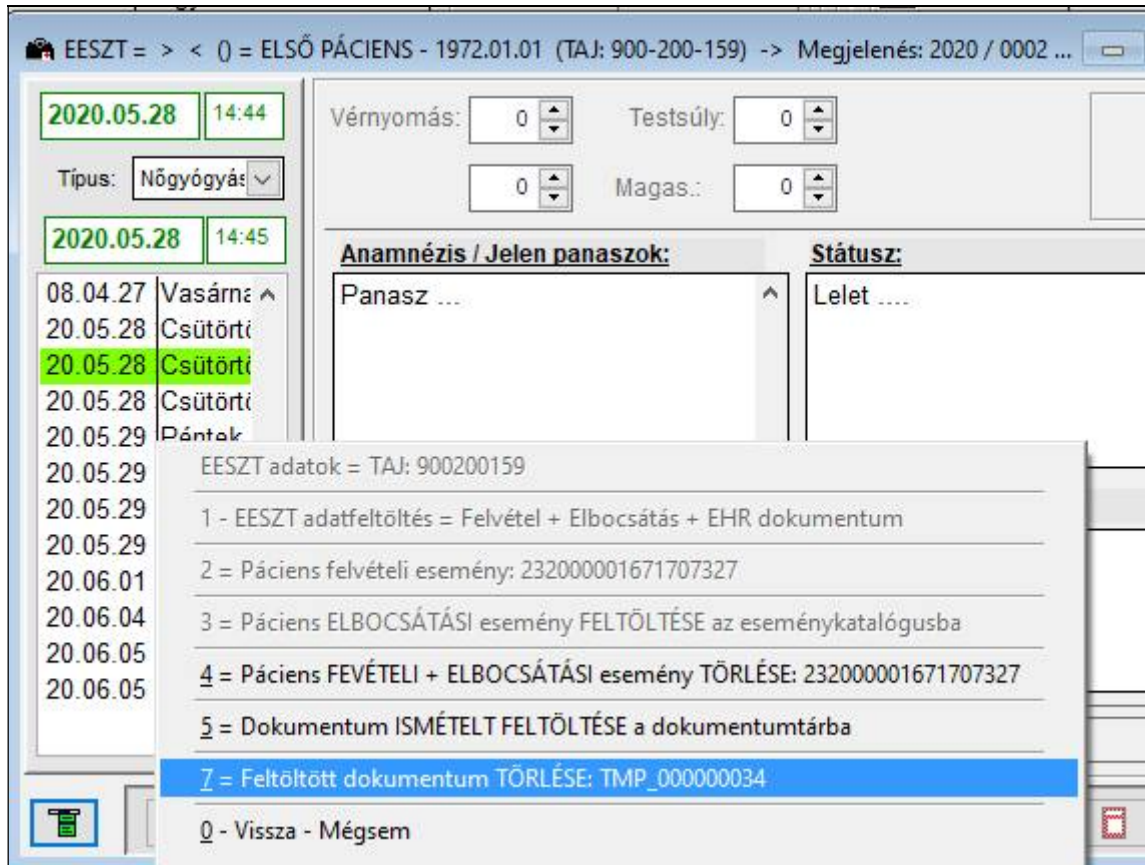 EESZT = > < () = ELSŐ PÁCIENS - 1972.01.01 (TAJ: 900-200-159) -> Megjelenés: 2020 / 0002 ...
2020.05.28 14:44
Vérnyomás: 0 Testsúly: 0
Típus: Nőgyógyás
0 Magas.: 0
2020.05.28 14:45
Anamnézis / Jelen panaszok: Státusz:
08.04.27 Vasárna
Panasz ... Lelet ....
20.05.28 Csütörtö
20.05.28 Csütörtö
20.05.28 Csütörtö
20.05.29 Péntek
20.05.29
20.05.29
20.05.29
20.06.01
20.06.04
20.06.05
20.06.05
EESZT adatok = TAJ: 900200159
1 - EESZT adatfeltöltés = Felvétel + Elbocsátás + EHR dokumentum
2 = Páciens felvételi esemény: 232000001671707327
3 = Páciens ELBOCSÁTÁSI esemény FELTÖLTÉSE az eseménykatalógusba
4 = Páciens FEVÉTELI + ELBOCSÁTÁSI esemény TÖRLÉSE: 232000001671707327
5 = Dokumentum ISMÉTELT FELTÖLTÉSE a dokumentumtárba
7 = Feltöltött dokumentum TÖRLÉSE: TMP_000000034
0 - Vissza - Mégsem